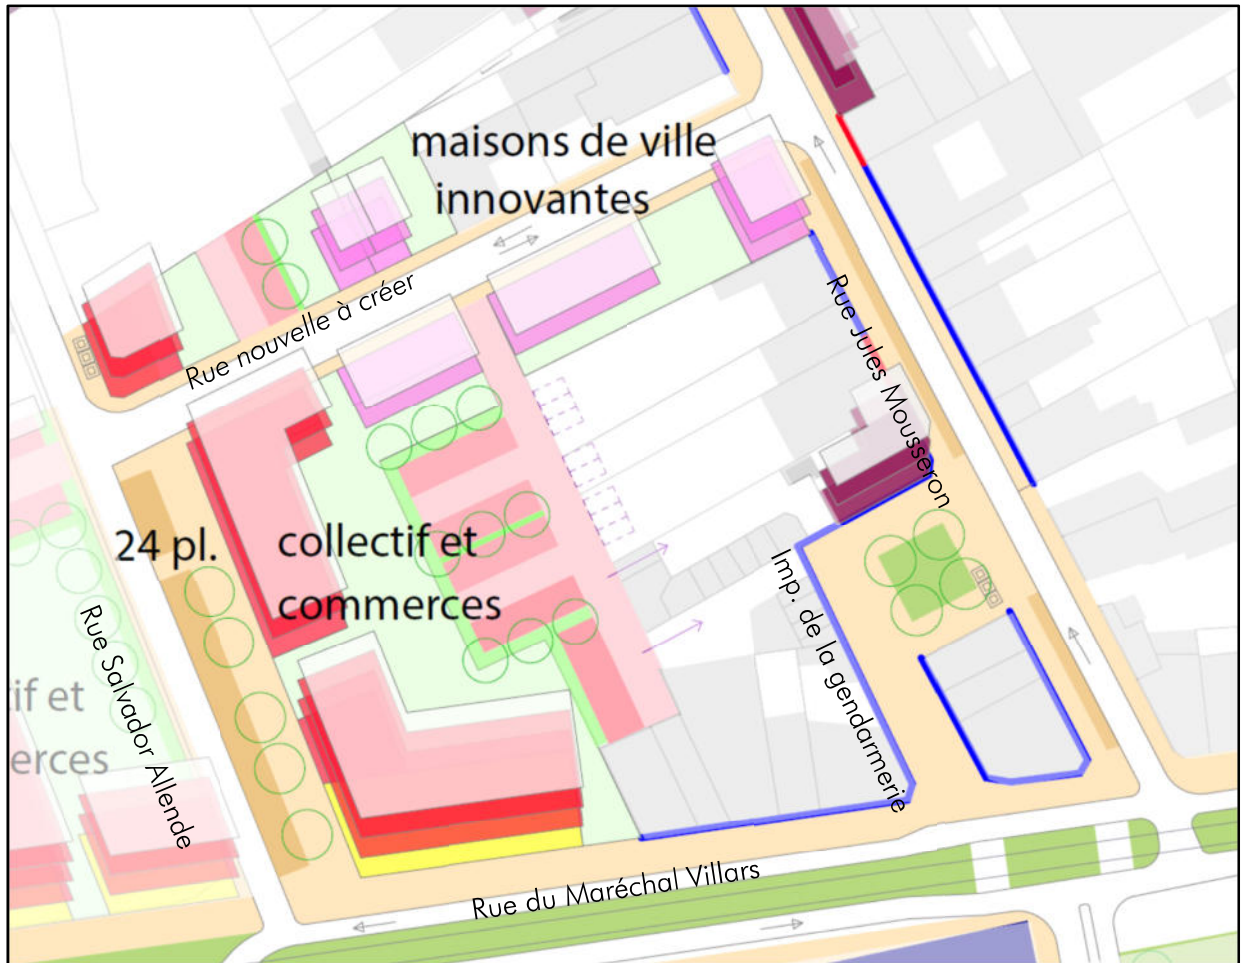 maisons de ville
innovantes
Rue nouvelle à créer
Rue Jules Mousseron
24 pl.
collectif et
commerces
Imp. de la gendarmerie
Rue Salvador Allende
if et
erces
Rue du Maréchal Villars